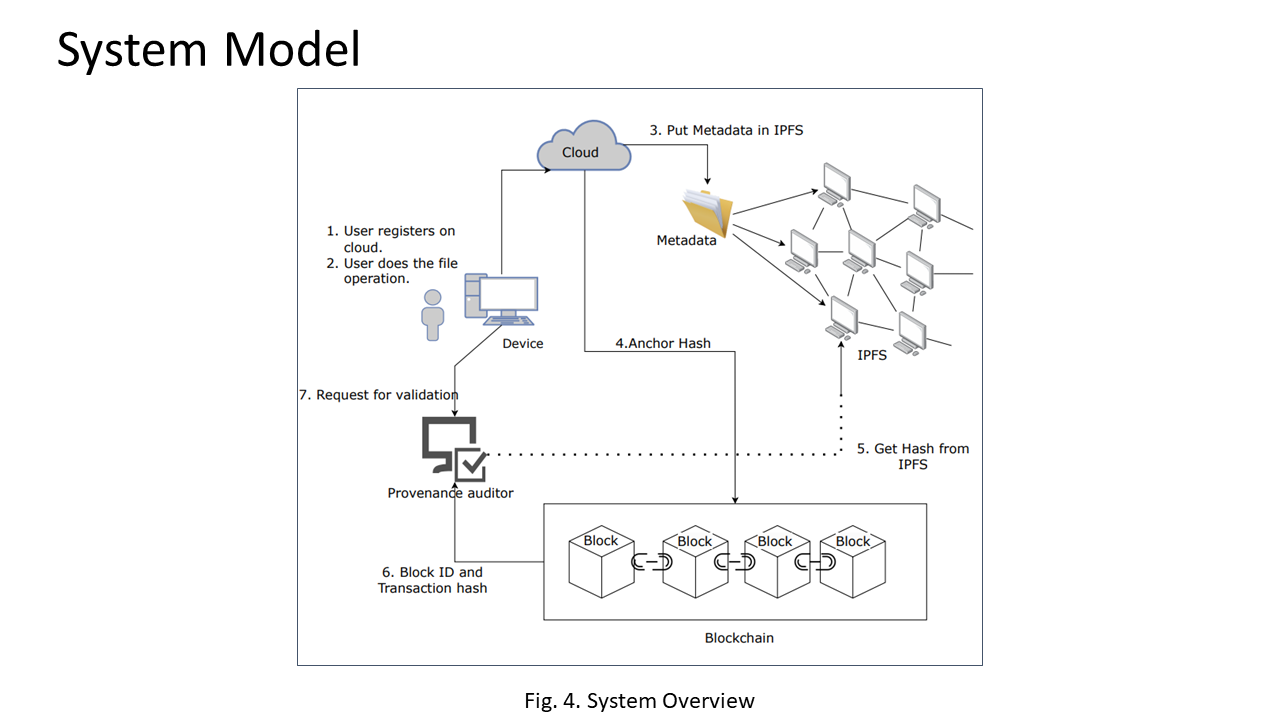 System Model
3. Put Metadata in IPFS
Cloud
Metadata
1. User registers on
cloud.
2. User does the file
operation.
Device
4.Anchor Hash
IPFS
7. Request for validation
5. Get Hash from
IPFS
Provenance auditor
Block
Block
Block
Block
6. Block ID and
Transaction hash
Blockchain
Fig. 4. System Overview